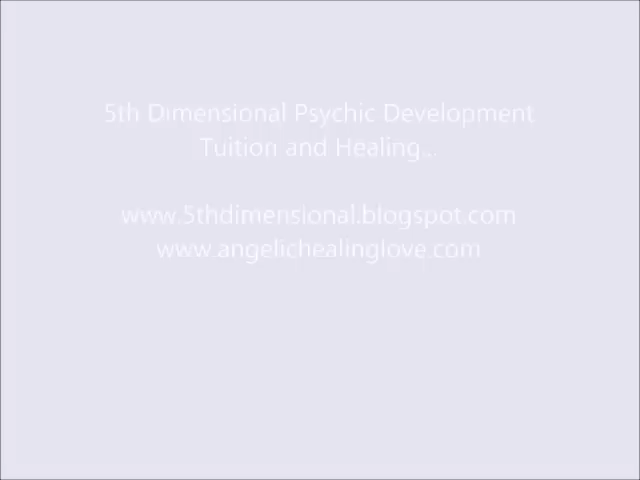 5th Dimensional Psychic Development
Tuition and Healing...
www.5thdimensional.blogspot.com
www.angelichealinglove.com